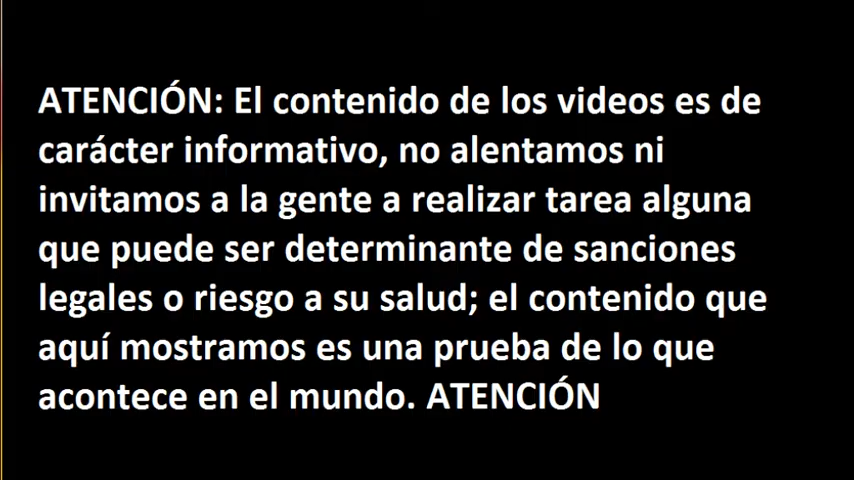 ATENCIÓN: El contenido de los videos es de
carácter informativo, no alentamos ni
invitamos a la gente a realizar tarea alguna
que puede ser determinante de sanciones
legales o riesgo a su salud; el contenido que
aquí mostramos es una prueba de lo que
acontece en el mundo. ATENCIÓN